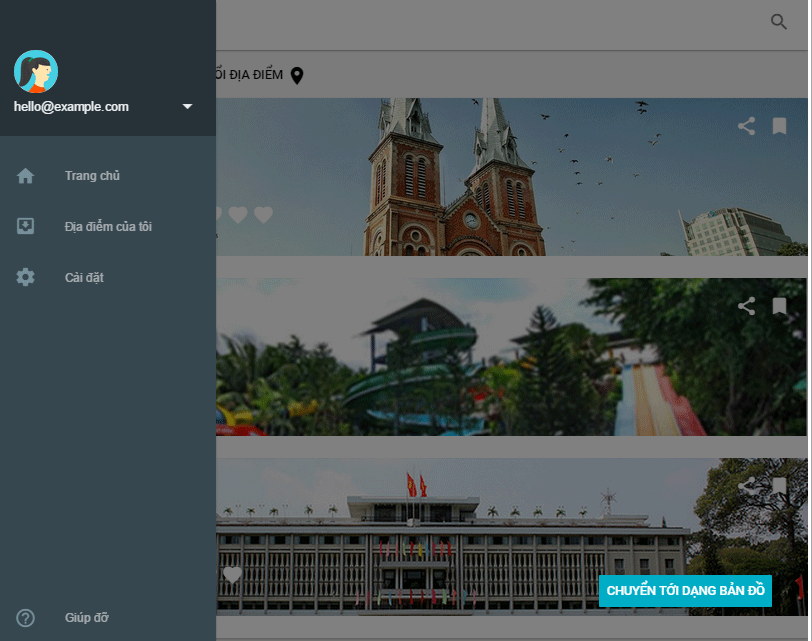 ĐỊA ĐIỂM
hello@example.com
Trang chủ
Địa điểm của tôi
Cài đặt
CHUYỂN TỚI DẠNG BẢN ĐỒ
Giúp đỡ